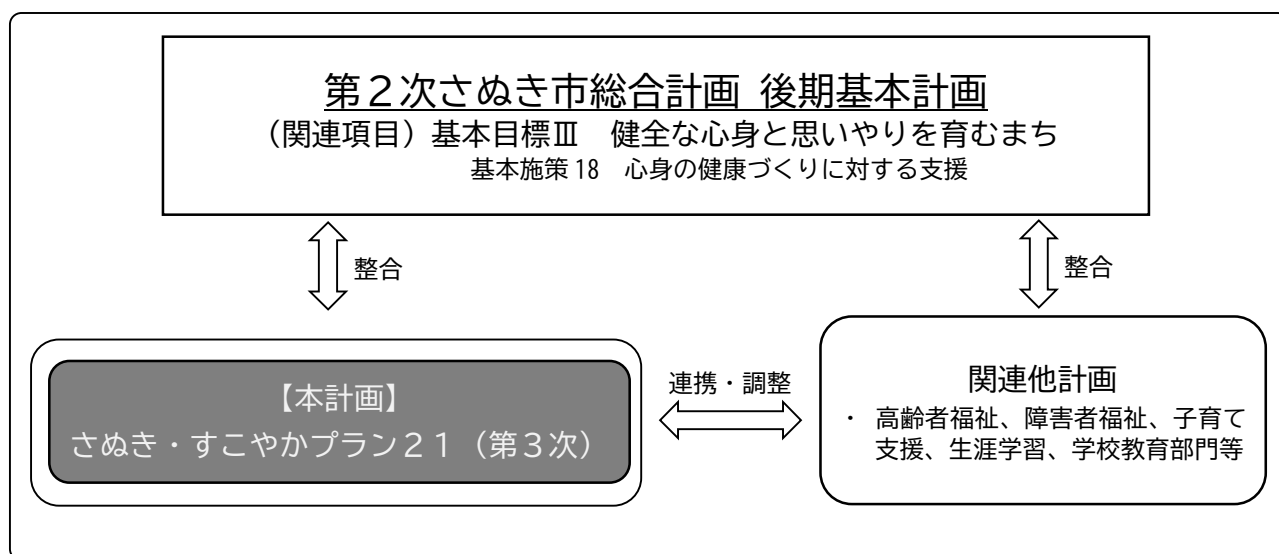 第２次さぬき市総合計画 後期基本計画
（関連項目）基本目標Ⅲ　健全な心身と思いやりを育むまち
基本施策 18　心身の健康づくりに対する支援
整合
整合
【本計画】
さぬき・すこやかプラン２１（第３次）
連携・調整
関連他計画
・ 高齢者福祉、障害者福祉、子育て
支援、生涯学習、学校教育部門等